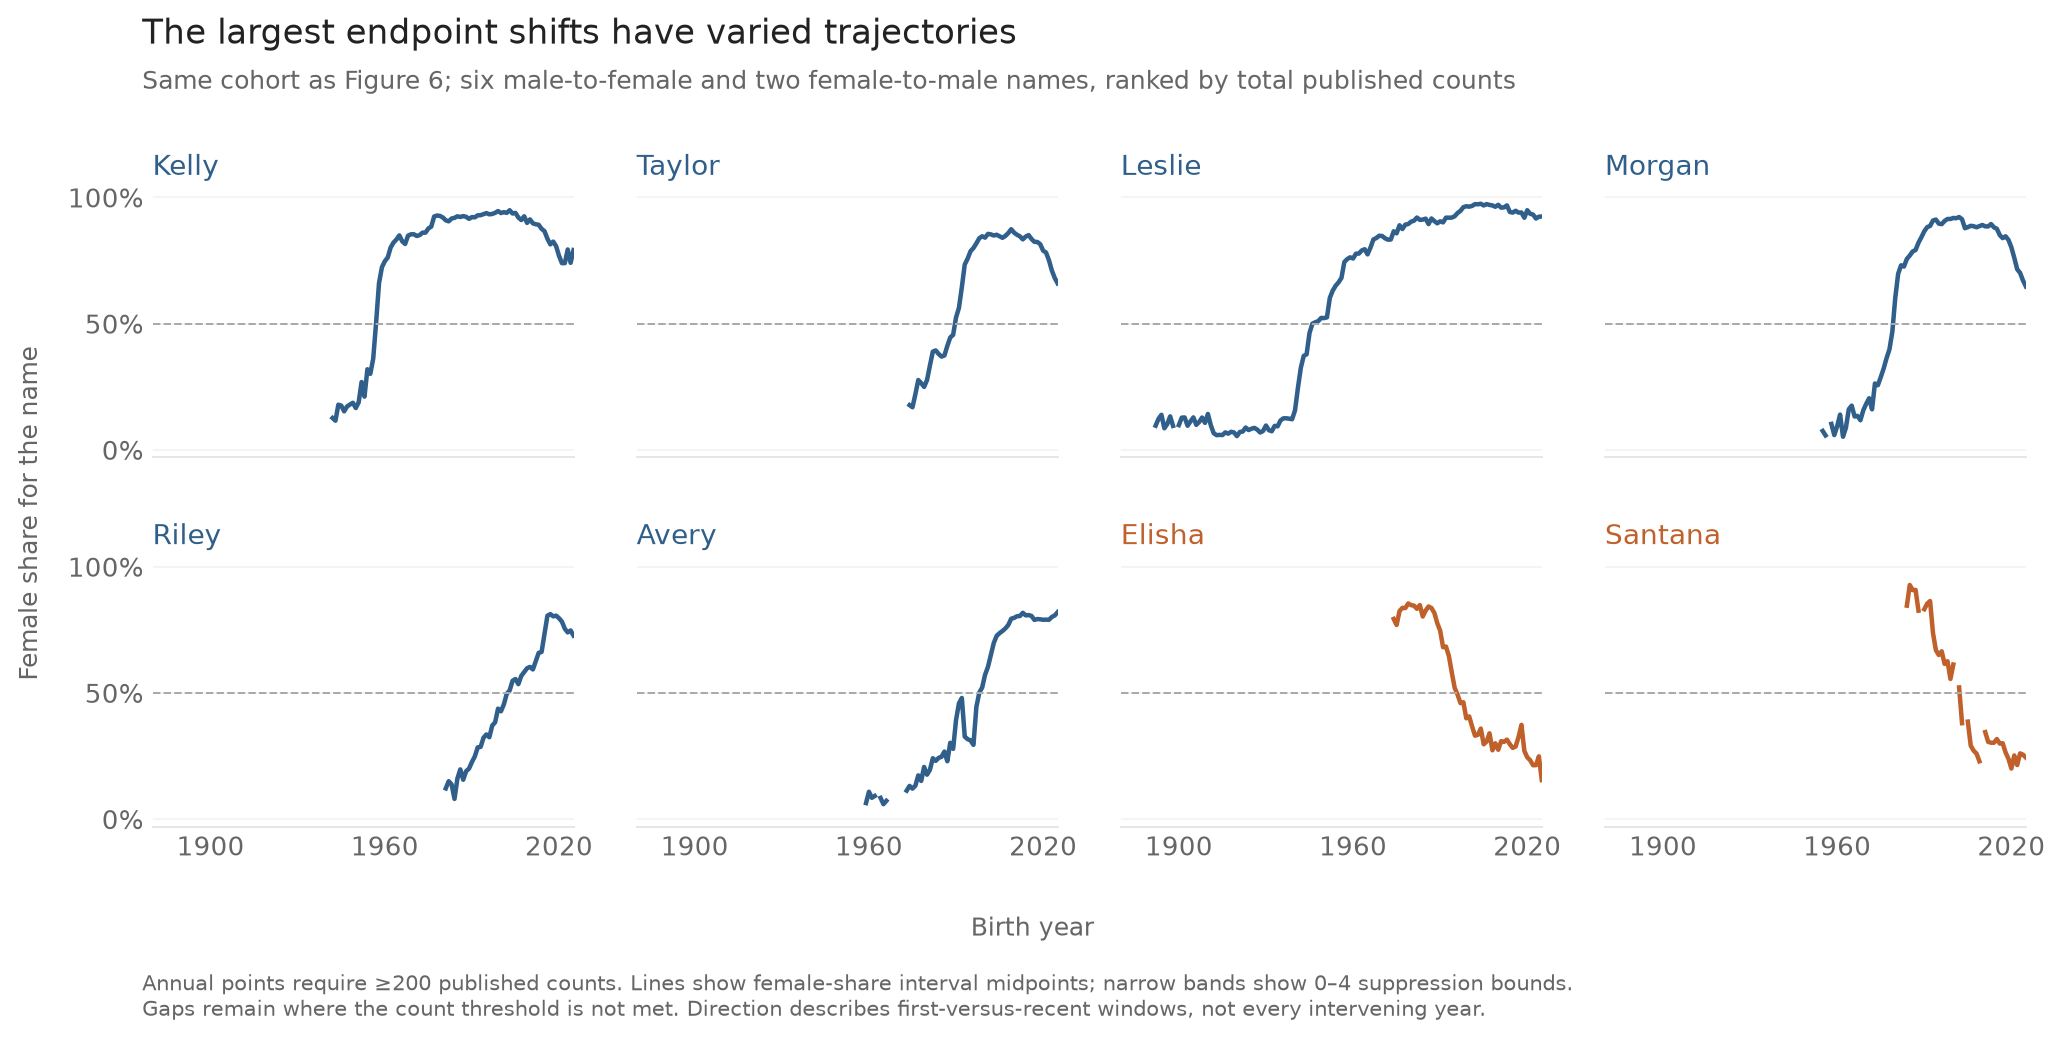 The largest endpoint shifts have varied trajectories
Same cohort as Figure 6; six male-to-female and two female-to-male names, ranked by total published counts
Female share for the name
Kelly
Taylor
Leslie
Morgan
100%
50%
0%
Riley
Avery
Elisha
Santana
100%
50%
0%
1900 1960 2020
1900 1960 2020
1900 1960 2020
1900 1960 2020
Birth year
Annual points require ≥200 published counts. Lines show female-share interval midpoints; narrow bands show 0–4 suppression bounds.
Gaps remain where the count threshold is not met. Direction describes first-versus-recent windows, not every intervening year.